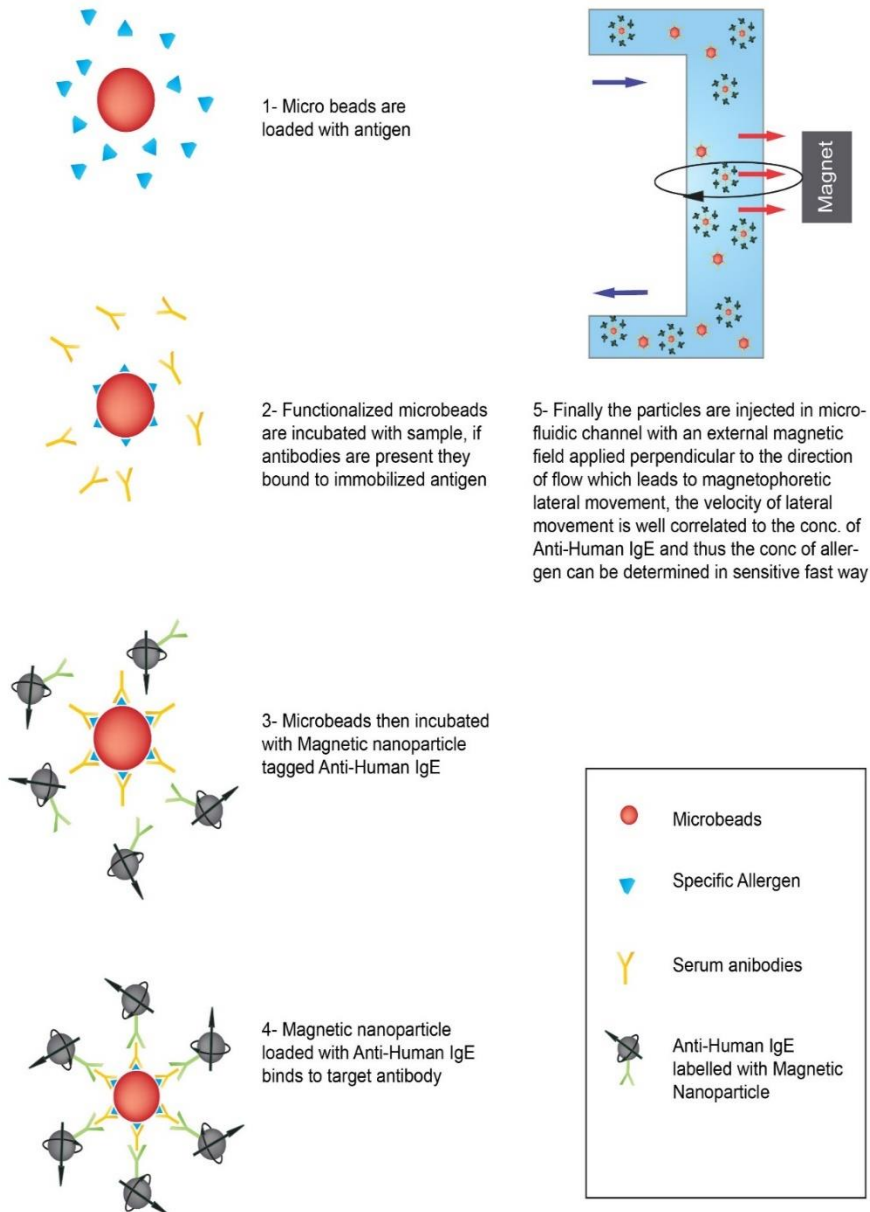 1- Micro beads are
loaded with antigen
2- Functionalized microbeads
are incubated with sample, if
antibodies are present they
bound to immobilized antigen
3- Microbeads then incubated
with Magnetic nanoparticle
tagged Anti-Human IgE
4- Magnetic nanoparticle
loaded with Anti-Human IgE
binds to target antibody
Magnet
5- Finally the particles are injected in micro-
fluidic channel with an external magnetic
field applied perpendicular to the direction
of flow which leads to magnetophoretic
lateral movement, the velocity of lateral
movement is well correlated to the conc. of
Anti-Human IgE and thus the conc of aller-
gen can be determined in sensitive fast way
Microbeads
Specific Allergen
Serum anibodies
Anti-Human IgE
labelled with Magnetic
Nanoparticle